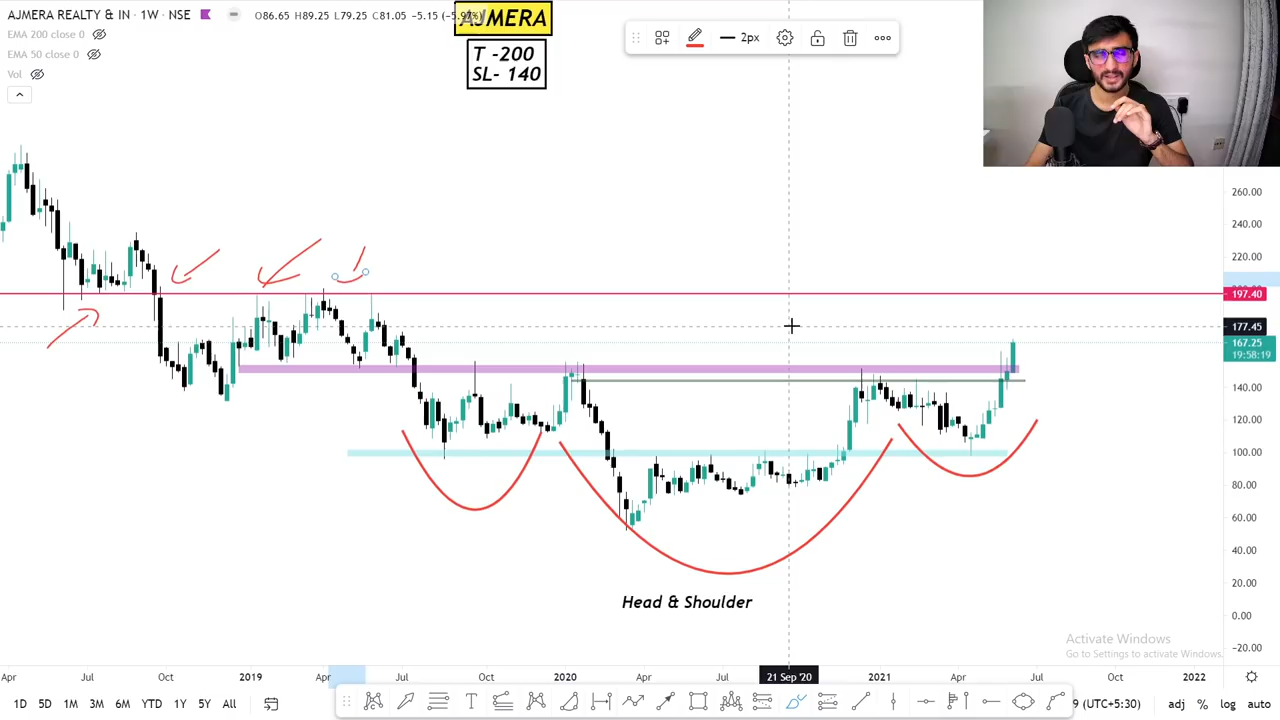 AJMERA REALTY & IN · 1W · NSE
O86.65 H89.25 L79.25 C81.05 -5.15 (-5.97%)
EMA 200 close 0
EMA 50 close 0
Vol
AJMERA
T -200
SL- 140
2px
260.00
240.00
220.00
197.40
177.45
167.25
19:58:19
140.00
120.00
100.00
80.00
60.00
40.00
20.00
0.00
-20.00
Head & Shoulder
Activate Windows
Go to Settings to activate Windows.
Apr Jul Oct 2019 Apr Jul Oct 2020 Apr Jul 21 Sep '20 2021 Apr Jul Oct 2022
1D 5D 1M 3M 6M YTD 1Y 5Y All
9 (UTC+5:30) adj % log auto